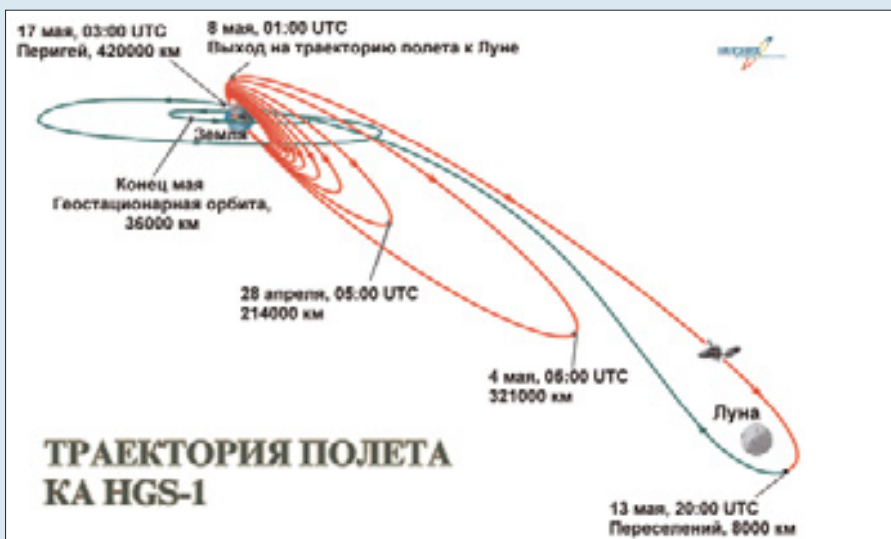 17 мая, 03:00 UTC
Перигей, 420000 км
8 мая, 01:00 UTC
Выход на траекторию полета к Луне
HUGHES
Земля
Конец мая
Геостационарная орбита,
36000 км
28 апреля, 05:00 UTC
214000 км
4 мая, 06:00 UTC
321000 км
Луна
13 мая, 20:00 UTC
Переселений, 8000 км
ТРАЕКТОРИЯ ПОЛЕТА
КА HGS-1